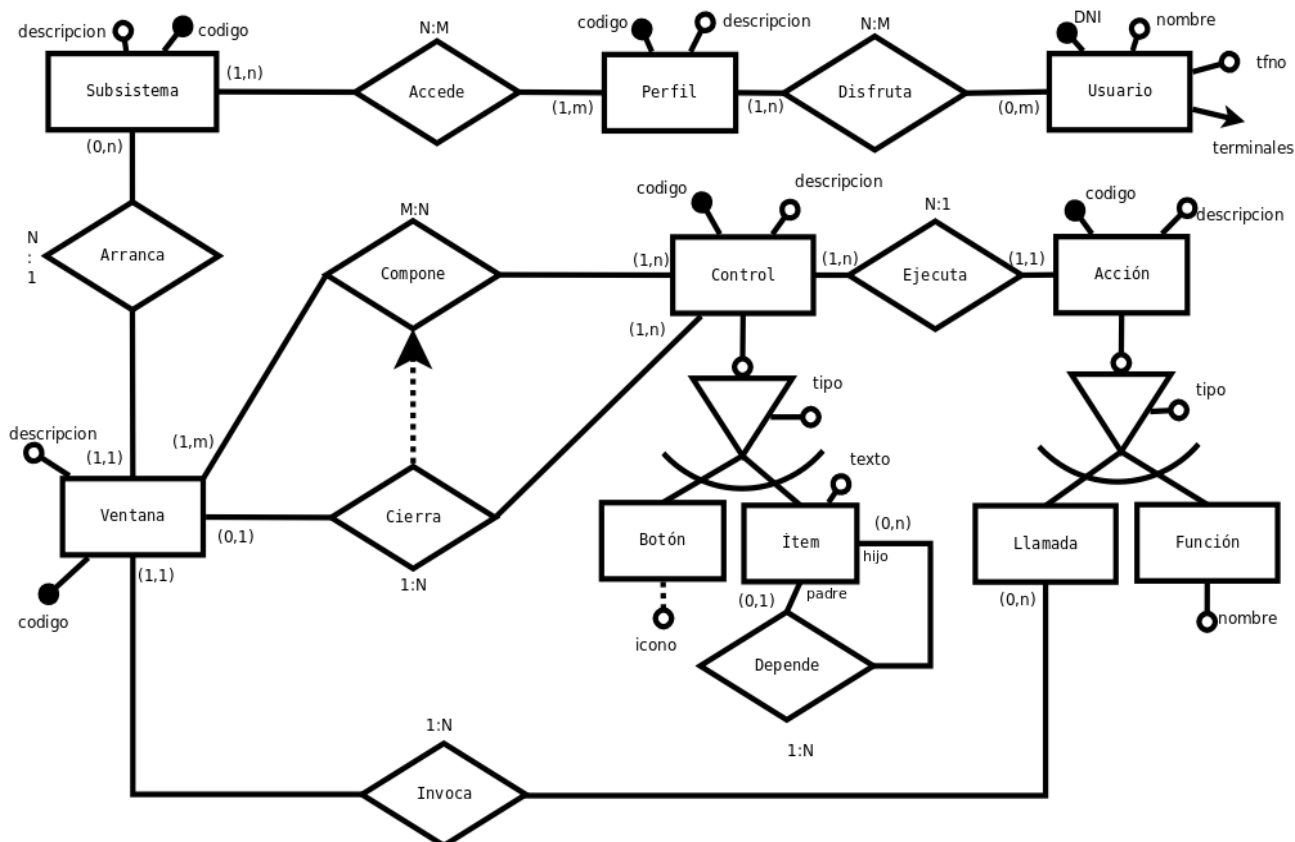 descripcion
codigo
N:M
codigo
descripcion
N:M
DNI
nombre
tfno
Subsistema
(1,n)
Accede
(1,m)
Perfil
(1,n)
Disfruta
(0,m)
Usuario
terminales
(0,n)
N
:
1
Arranca
M:N
Compone
codigo
descripcion
(1,n)
Control
(1,n)
N:1
Ejecuta
(1,1)
codigo
descripcion
Acción
(1,n)
tipo
tipo
descripcion
(1,m)
(1,1)
Ventana
(0,1)
Cierra
1:N
texto
Botón
Ítem
(0,n)
hijo
Llamada
Función
(1,1)
codigo
icono
(0,1)
padre
(0,n)
nombre
Depende
1:N
1:N
Invoca